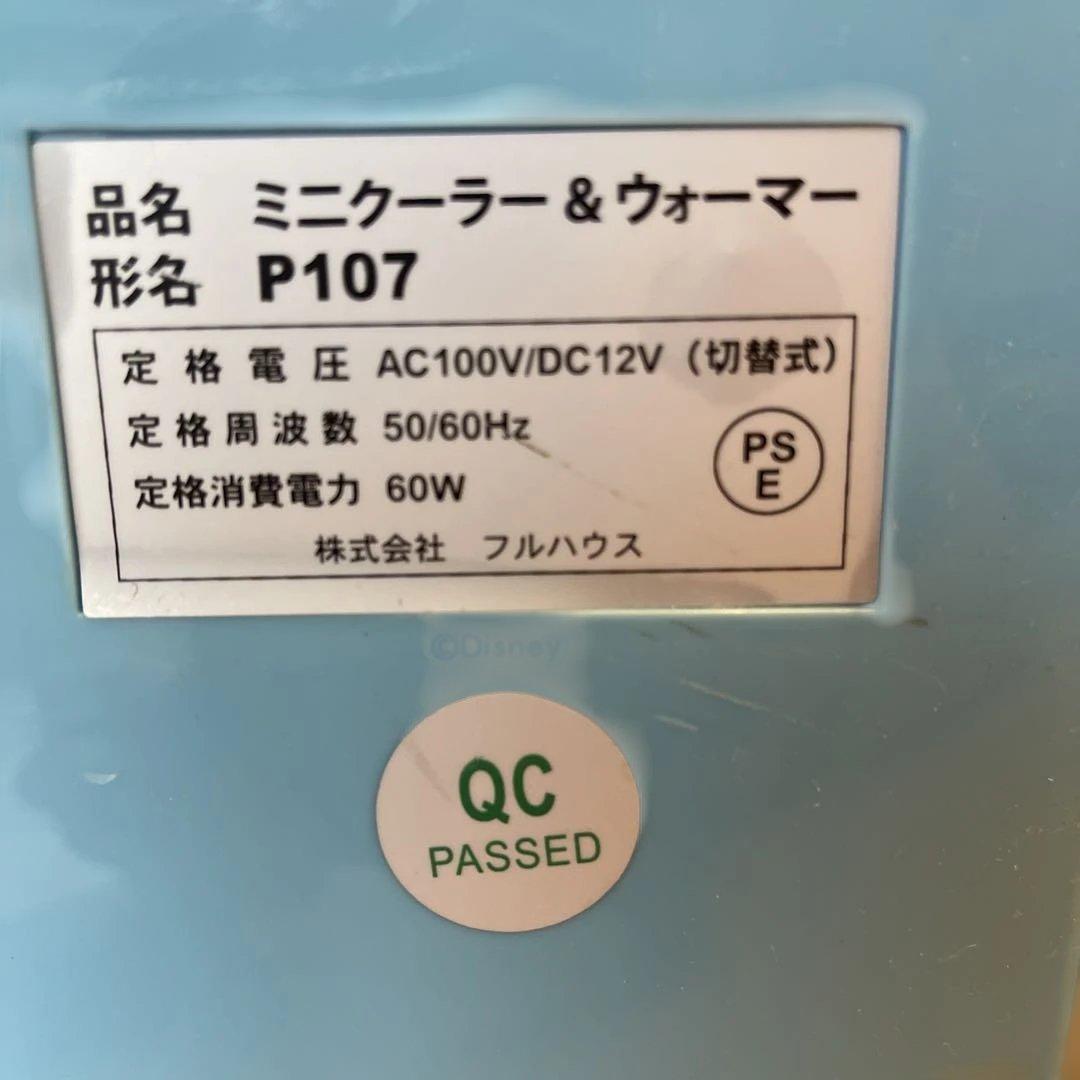 品名 ミニクーラー＆ウォーマー
形名 P107
定格電圧 AC100V/DC12V（切替式）
定格周波数 50/60Hz
定格消費電力 60W
PS
E
株式会社 フルハウス
©Disney
QC
PASSED